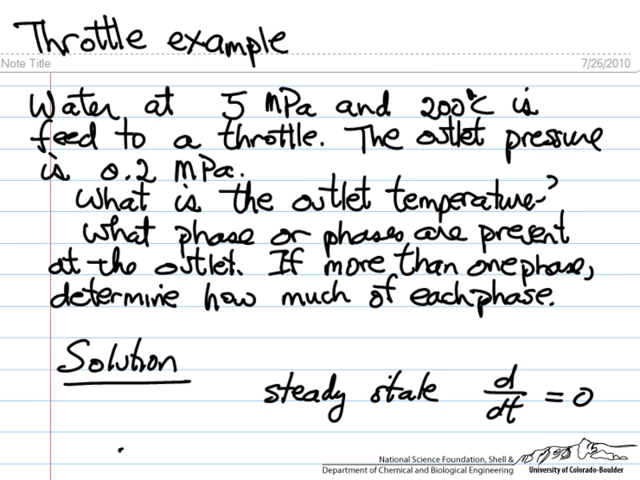 Throttle example
Note Title
7/26/2010
Water at 5 MPa and 200°C is
feed to a throttle. The outlet pressure
is 0.2 MPa.
What is the outlet temperature?
What phase or phases are present
at the outlet. If more than one phase,
determine how much of each phase.
Solution
steady state d/dt = 0
National Science Foundation, Shell &
Department of Chemical and Biological Engineering
University of Colorado-Boulder